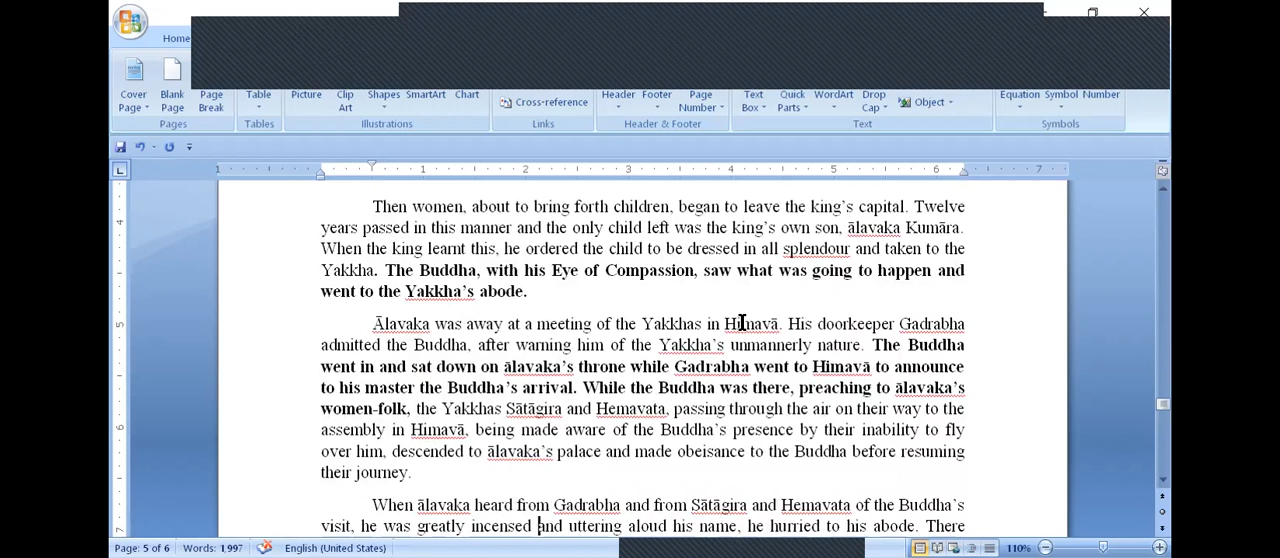 Home
Cover Page
Blank Page
Page Break
Table
Picture
Clip Art
Shapes
SmartArt
Chart
Cross-reference
Header
Footer
Page Number
Text Box
Quick Parts
WordArt
Drop Cap
Object
Equation
Symbol
Number
Pages
Tables
Illustrations
Links
Header & Footer
Text
Symbols
1 1 2 3 4 5 6 7
Then women, about to bring forth children, began to leave the king’s capital. Twelve
years passed in this manner and the only child left was the king’s own son, ālavaka Kumāra.
When the king learnt this, he ordered the child to be dressed in all splendour and taken to the
Yakkha. The Buddha, with his Eye of Compassion, saw what was going to happen and
went to the Yakkha’s abode.
Ālavaka was away at a meeting of the Yakkhas in Himavā. His doorkeeper Gadrabha
admitted the Buddha, after warning him of the Yakkha’s unmannerly nature. The Buddha
went in and sat down on ālavaka’s throne while Gadrabha went to Himavā to announce
to his master the Buddha’s arrival. While the Buddha was there, preaching to ālavaka’s
women-folk, the Yakkhas Sātāgira and Hemavata, passing through the air on their way to the
assembly in Himavā, being made aware of the Buddha’s presence by their inability to fly
over him, descended to ālavaka’s palace and made obeisance to the Buddha before resuming
their journey.
When ālavaka heard from Gadrabha and from Sātāgira and Hemavata of the Buddha’s
visit, he was greatly incensed and uttering aloud his name, he hurried to his abode. There
4
5
6
7
Page: 5 of 6 Words: 1,997 English (United States) 110%